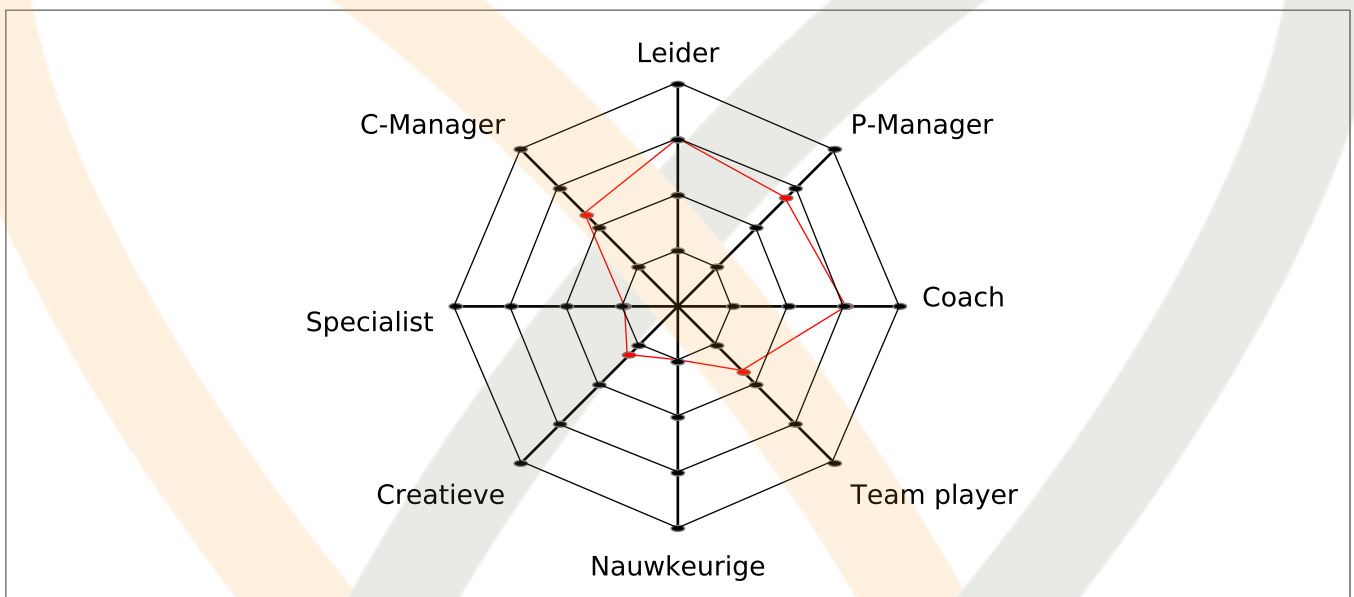 Leider
C-Manager
P-Manager
Coach
Specialist
Creatieve
Team player
Nauwkeurige